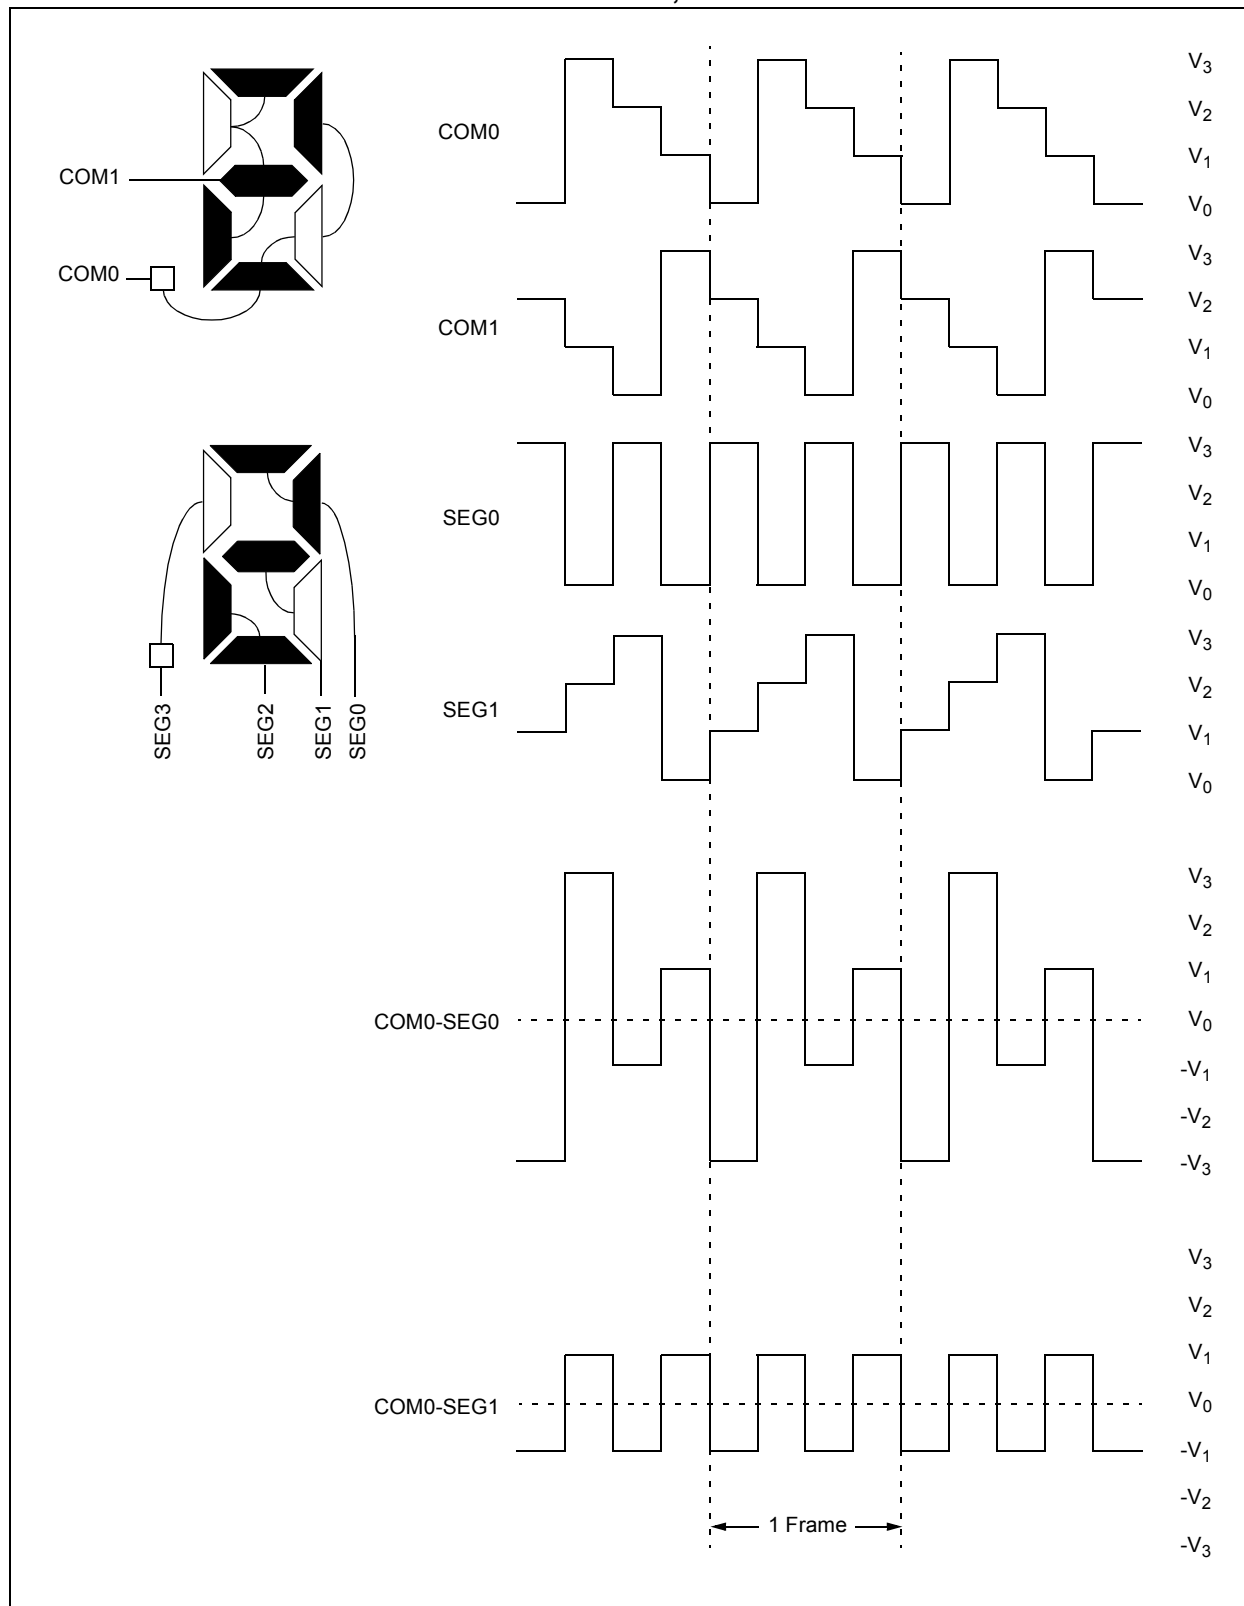 COM1
COM0
SEG3
SEG2
SEG1
SEG0
COM0
V3
V2
V1
V0
COM1
V3
V2
V1
V0
SEG0
V3
V2
V1
V0
SEG1
V3
V2
V1
V0
COM0-SEG0
V3
V2
V1
V0
-V1
-V2
-V3
COM0-SEG1
V3
V2
V1
V0
-V1
-V2
-V3
1 Frame